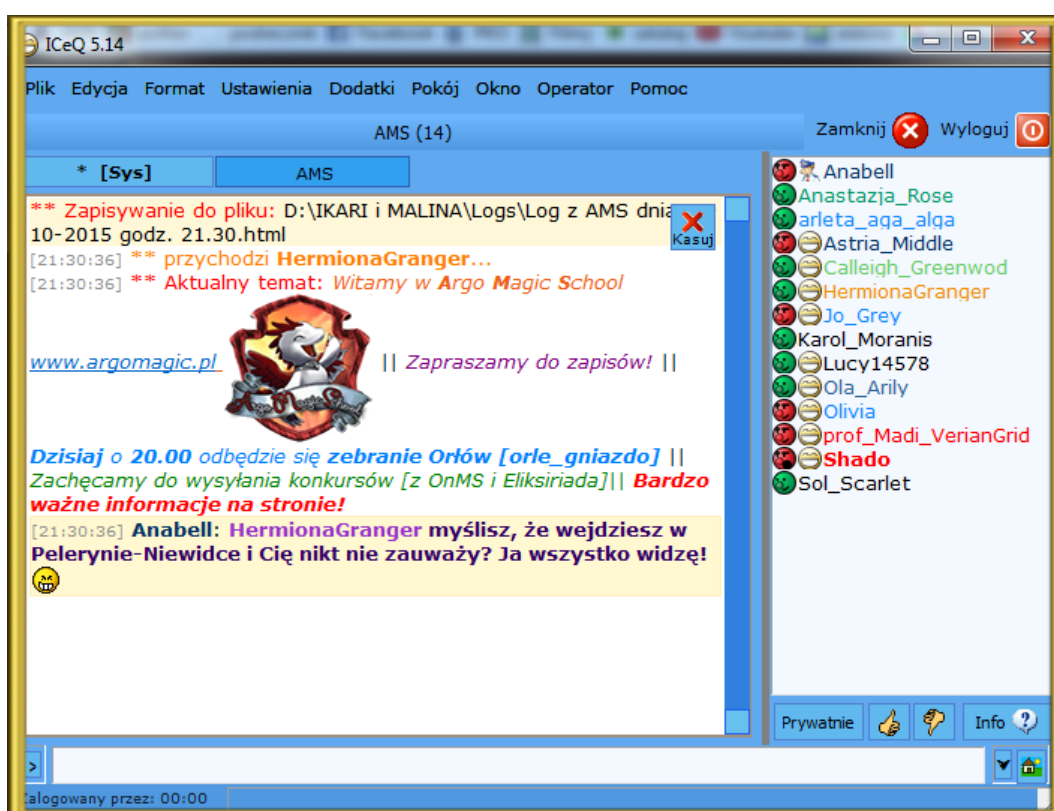 ICeQ 5.14
Plik Edycja Format Ustawienia Dodatki Pokój Okno Operator Pomoc
AMS (14)
Zamknij Wyloguj
* [Sys] AMS
** Zapisywanie do pliku: D:\IKARI i MALINA\Logs\Log z AMS dnia
10-2015 godz. 21.30.html
Kasuj
[21:30:36] ** przychodzi HermionaGranger...
[21:30:36] ** Aktualny temat: Witamy w Argo Magic School
www.argomagic.pl || Zapraszamy do zapisów! ||
Argo Magic School
Dzisiaj o 20.00 odbędzie się zebranie Orłów [orle_gniazdo] ||
Zachęcamy do wysyłania konkursów [z OnMS i Eliksiriada]|| Bardzo
ważne informacje na stronie!
[21:30:36] Anabell: HermionaGranger myślisz, że wejdziesz w
Pelerynie-Niewidce i Cię nikt nie zauważy? Ja wszystko widzę!
Anabell
Anastazja_Rose
arleta_aga_alga
Astria_Middle
Calleigh_Greenwod
HermionaGranger
Jo_Grey
Karol_Moranis
Lucy14578
Ola_Arily
Olivia
prof_Madi_VerianGrid
Shado
Sol_Scarlet
Prywatnie Info
>
Zalogowany przez: 00:00